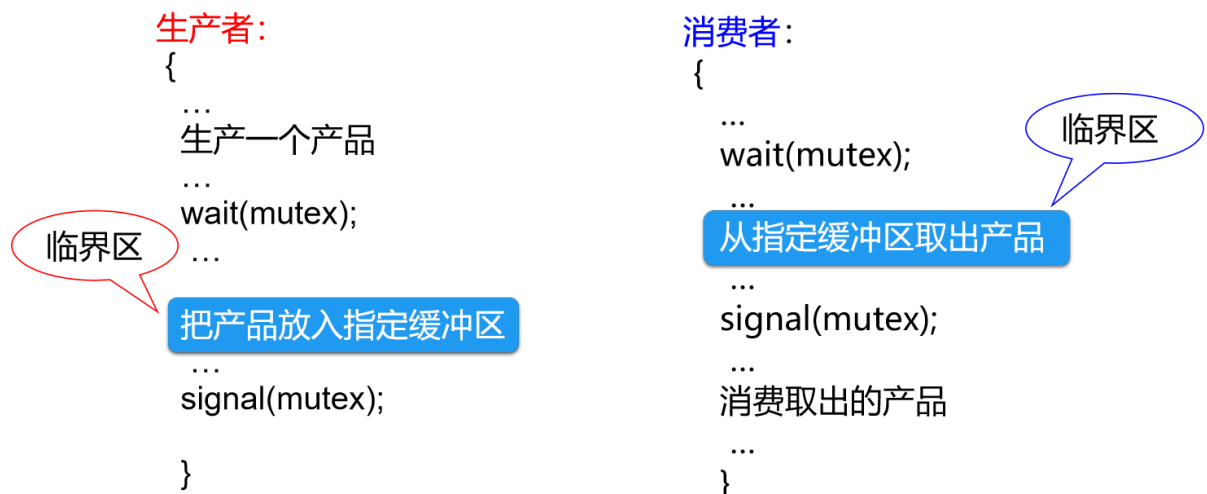 生产者：
{
…
生产一个产品
…
wait(mutex);
临界区
…
把产品放入指定缓冲区
…
signal(mutex);
}
消费者：
{
…
wait(mutex);
临界区
…
从指定缓冲区取出产品
…
signal(mutex);
…
消费取出的产品
…
}